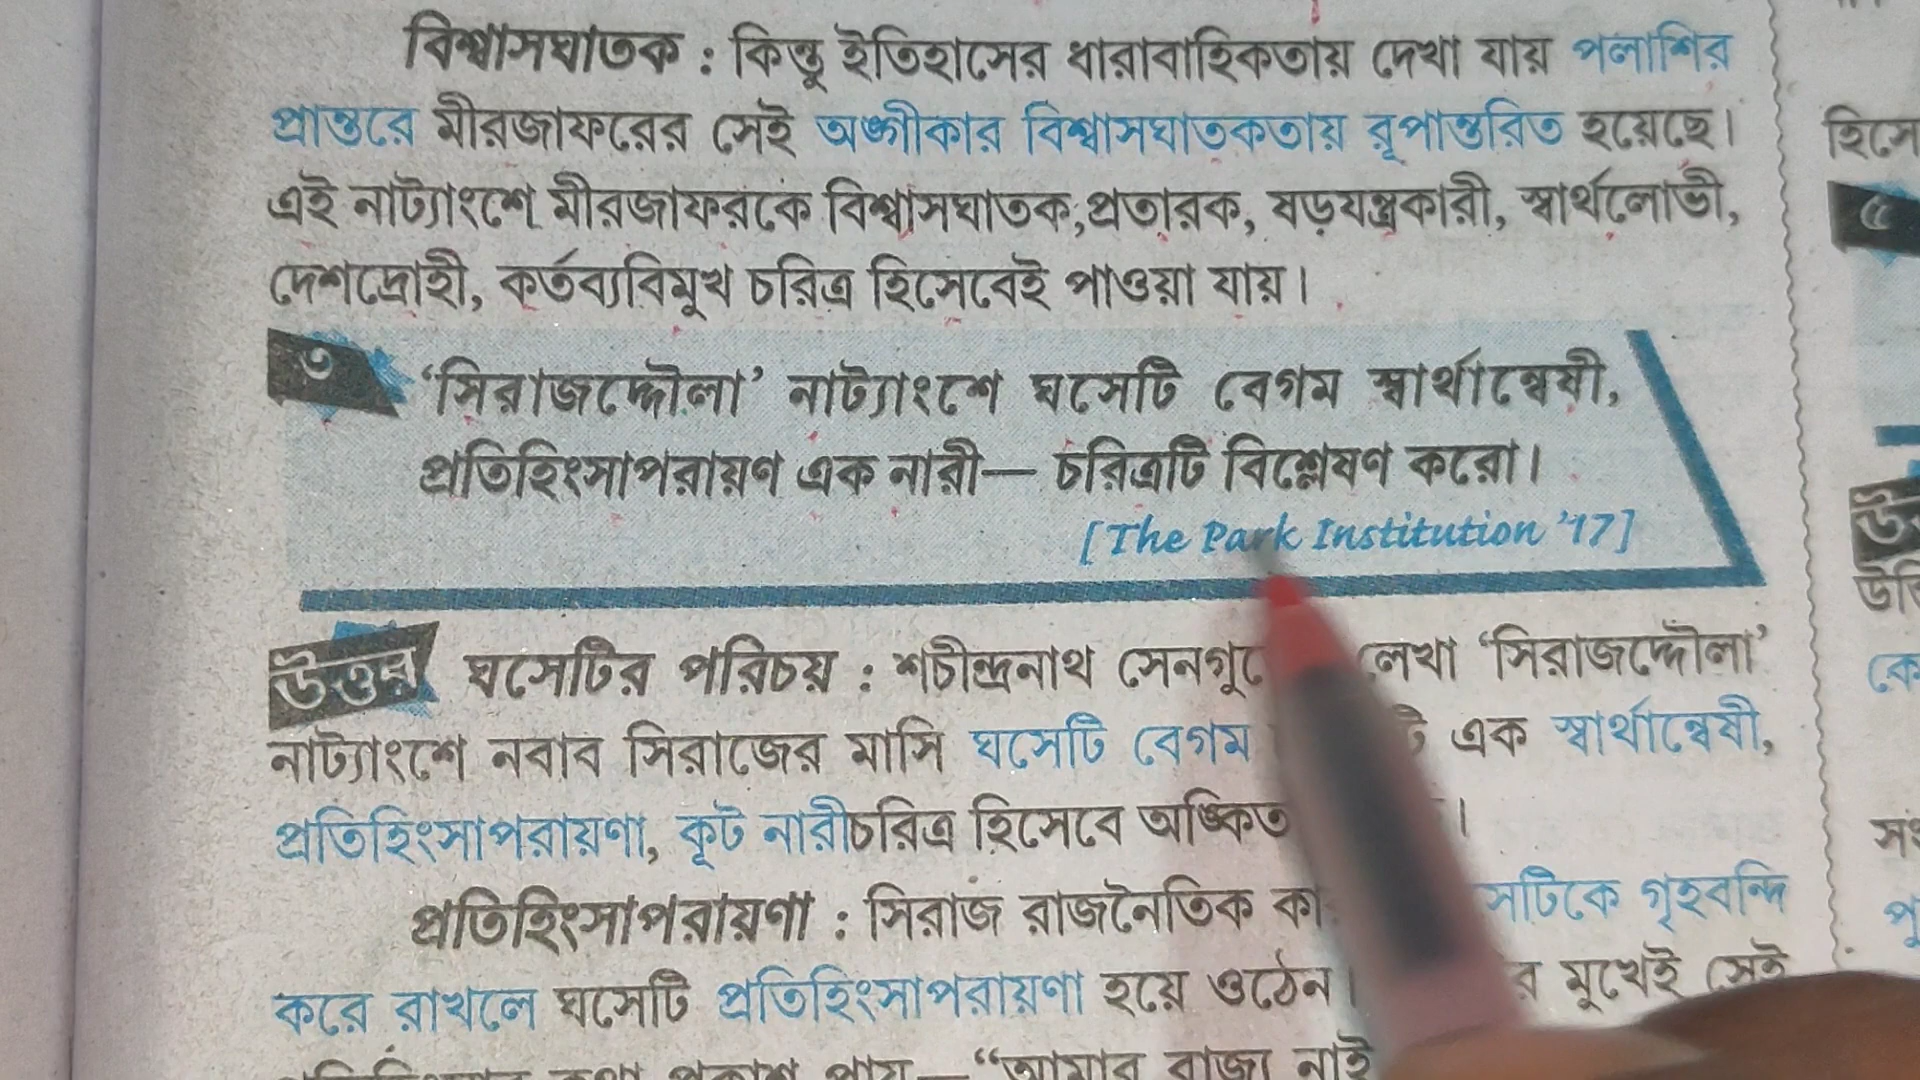 বিশ্বাসঘাতক : কিন্তু ইতিহাসের ধারাবাহিকতায় দেখা যায় পলাশির
প্রান্তরে মীরজাফরের সেই অঙ্গীকার বিশ্বাসঘাতকতায় রূপান্তরিত হয়েছে।
এই নাট্যাংশে মীরজাফরকে বিশ্বাসঘাতক, প্রতারক, ষড়যন্ত্রকারী, স্বার্থলোভী,
দেশদ্রোহী, কর্তব্যবিমুখ চরিত্র হিসেবেই পাওয়া যায়।
৩ ‘সিরাজদ্দৌলা’ নাট্যাংশে ঘসেটি বেগম স্বার্থান্বেষী,
প্রতিহিংসাপরায়ণ এক নারী— চরিত্রটি বিশ্লেষণ করো।
[The Park Institution ’17]
উত্তর ঘসেটির পরিচয় : শচীন্দ্রনাথ লেখা ‘সিরাজদ্দৌলা’
নাট্যাংশে নবাব সিরাজের মাসি ঘসেটি বেগম এক স্বার্থান্বেষী,
প্রতিহিংসাপরায়ণা, কূট নারীচরিত্র হিসেবে অঙ্কিত ।
প্রতিহিংসাপরায়ণা : সিরাজ রাজনৈতিক গৃহবন্দি
করে রাখলে ঘসেটি প্রতিহিংসাপরায়ণা হয়ে ওঠেন। মুখেই সেই
“আমার রাজ্য নাই
হিসে
৫